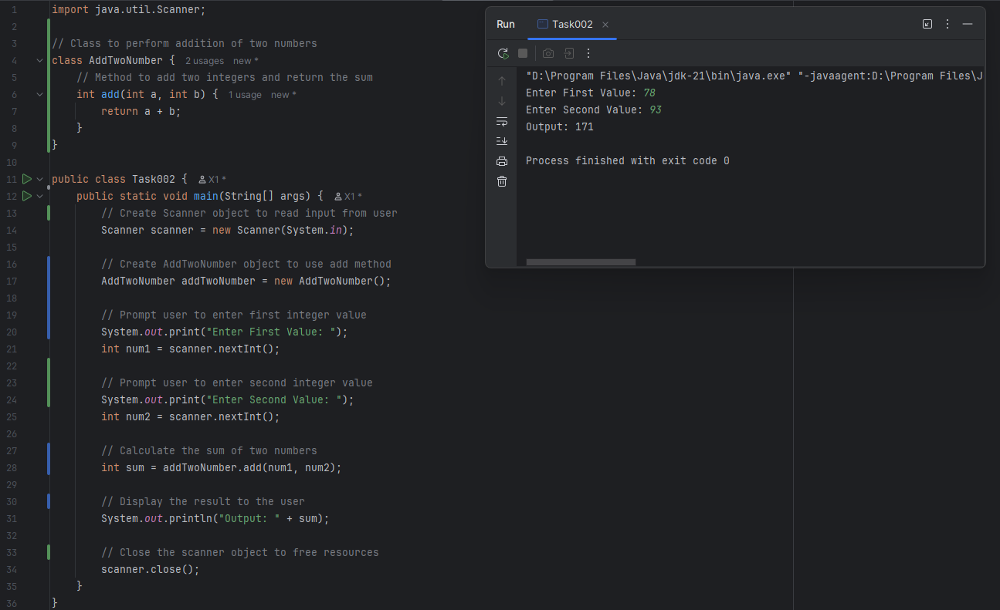 1 import java.util.Scanner;
2
3 // Class to perform addition of two numbers
4 class AddTwoNumber { 2 usages new *
5     // Method to add two integers and return the sum
6     int add(int a, int b) { 1 usage new *
7         return a + b;
8     }
9 }
10
11 public class Task002 { X1 *
12     public static void main(String[] args) { X1 *
13         // Create Scanner object to read input from user
14         Scanner scanner = new Scanner(System.in);
15
16         // Create AddTwoNumber object to use add method
17         AddTwoNumber addTwoNumber = new AddTwoNumber();
18
19         // Prompt user to enter first integer value
20         System.out.print("Enter First Value: ");
21         int num1 = scanner.nextInt();
22
23         // Prompt user to enter second integer value
24         System.out.print("Enter Second Value: ");
25         int num2 = scanner.nextInt();
26
27         // Calculate the sum of two numbers
28         int sum = addTwoNumber.add(num1, num2);
29
30         // Display the result to the user
31         System.out.println("Output: " + sum);
32
33         // Close the scanner object to free resources
34         scanner.close();
35     }
36 }
Run Task002
"D:\Program Files\Java\jdk-21\bin\java.exe" "-javaagent:D:\Program Files\J
Enter First Value: 78
Enter Second Value: 93
Output: 171
Process finished with exit code 0